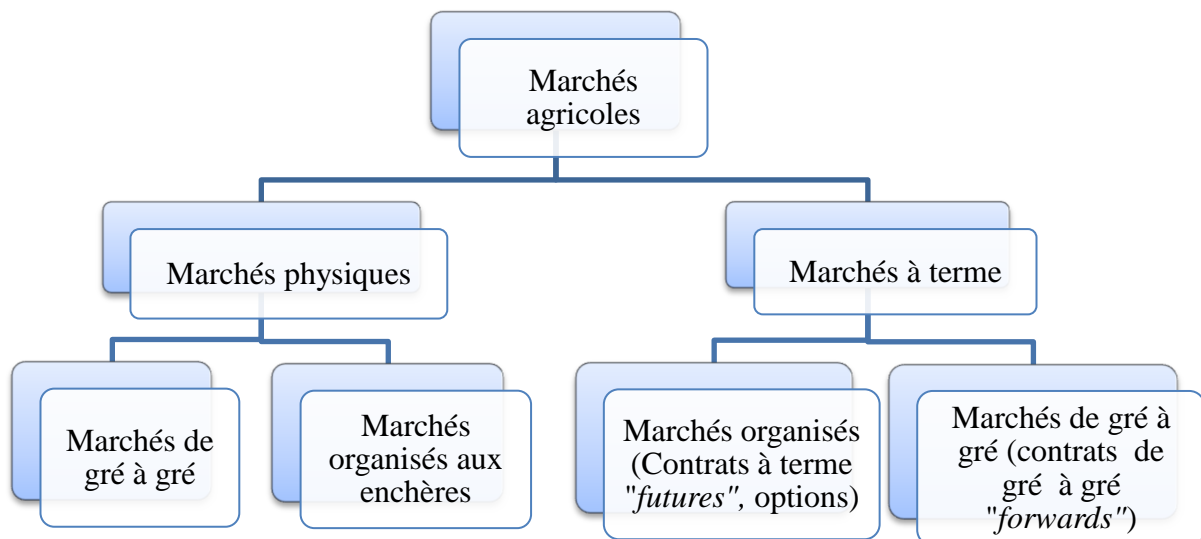 Marchés
agricoles
Marchés physiques
Marchés à terme
Marchés de
gré à gré
Marchés
organisés aux
enchères
Marchés organisés
(Contrats à terme
"futures", options)
Marchés de gré à
gré (contrats de
gré à gré
"forwards")